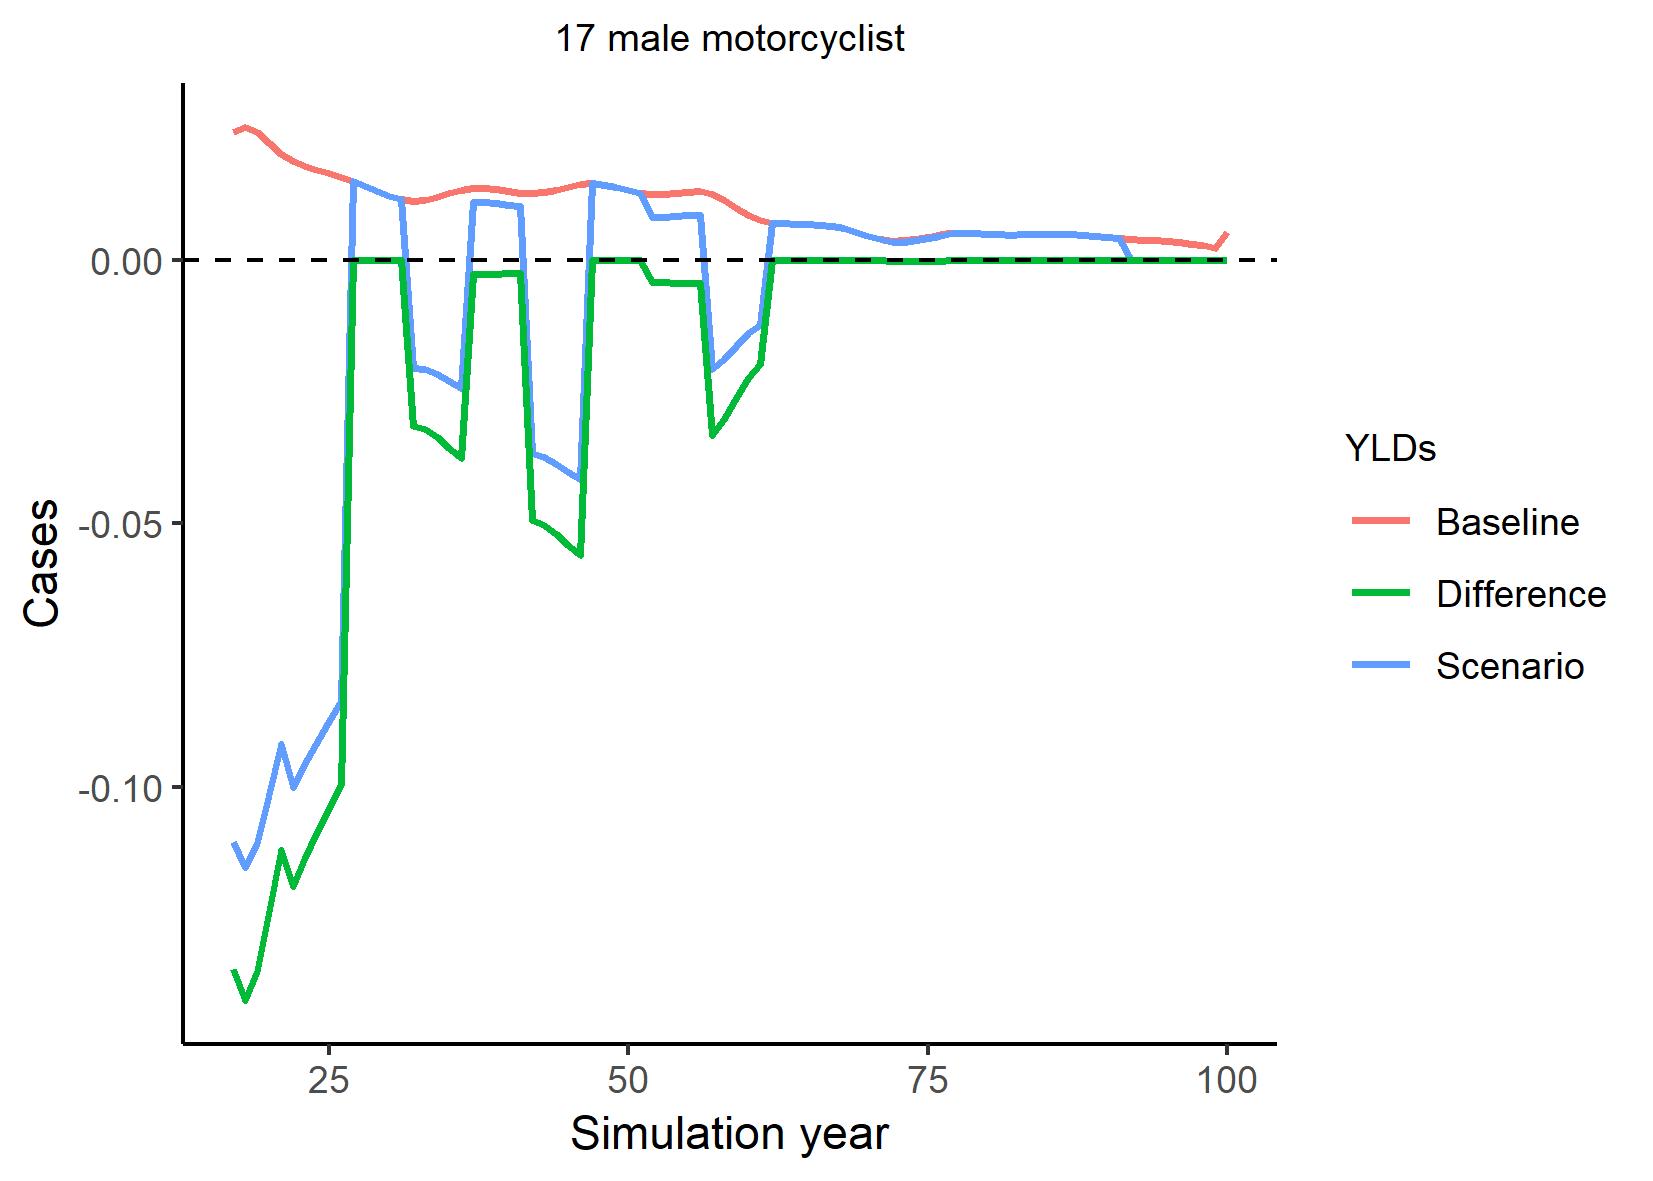 17 male motorcyclist
0.00
-0.05
-0.10
Cases
25 50 75 100
Simulation year
YLDs
Baseline
Difference
Scenario